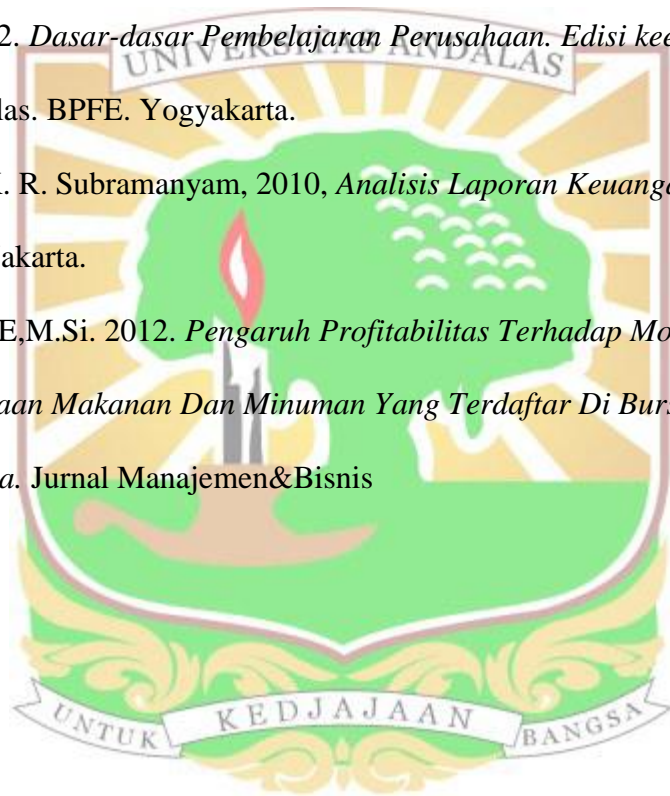 2. Dasar-dasar Pembelajaran Perusahaan. Edisi kee
UNIVERSITAS ANDALAS
las. BPFE. Yogyakarta.
R. Subramanyam, 2010, Analisis Laporan Keuanga
akarta.
E,M.Si. 2012. Pengaruh Profitabilitas Terhadap Mo
aan Makanan Dan Minuman Yang Terdaftar Di Burs
a. Jurnal Manajemen&Bisnis
UNTUK KEDJAJAAN BANGSA